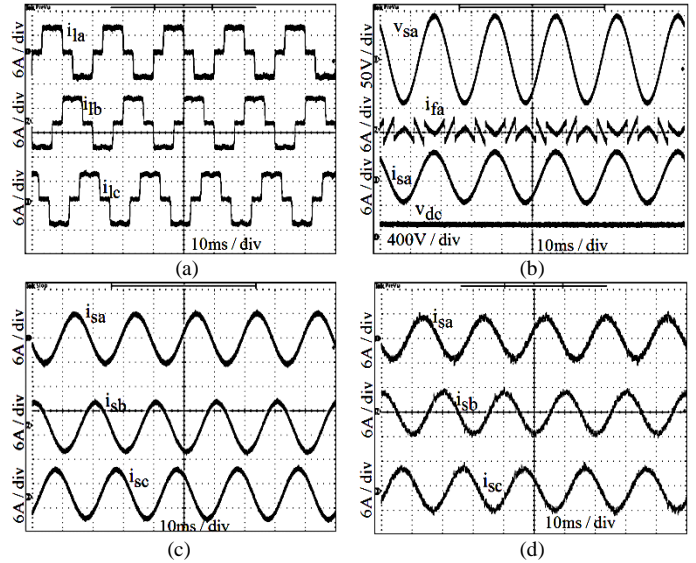 i_la
6A / div
i_lb
6A / div
i_lc
6A / div
10ms / div
(a)
v_sa
50V / div
i_fa
6A / div
i_sa
6A / div
v_dc
400V / div
10ms / div
(b)
i_sa
6A / div
i_sb
6A / div
i_sc
6A / div
10ms / div
(c)
i_sa
6A / div
i_sb
6A / div
i_sc
6A / div
10ms / div
(d)